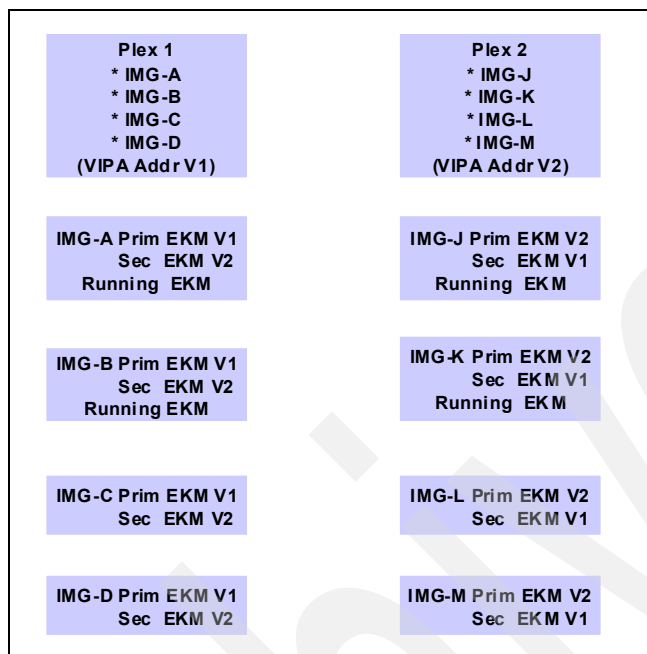 Plex 1
* IMG-A
* IMG-B
* IMG-C
* IMG-D
(VIPA Addr V1)
IMG-A Prim EKM V1
Sec EKM V2
Running EKM
IMG-B Prim EKM V1
Sec EKM V2
Running EKM
IMG-C Prim EKM V1
Sec EKM V2
IMG-D Prim EKM V1
Sec EKM V2
Plex 2
* IMG-J
* IMG-K
* IMG-L
* IMG-M
(VIPA Addr V2)
IMG-J Prim EKM V2
Sec EKM V1
Running EKM
IMG-K Prim EKM V2
Sec EKM V1
Running EKM
IMG-L Prim EKM V2
Sec EKM V1
IMG-M Prim EKM V2
Sec EKM V1